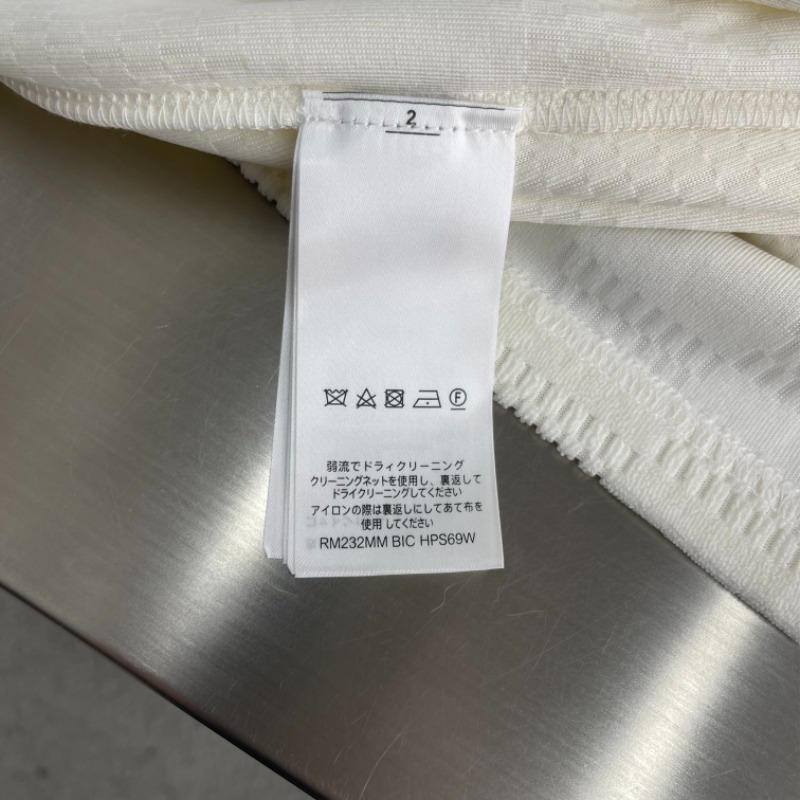 2
F
弱流でドライクリーニング
クリーニングネットを使用し、裏返して
ドライクリーニングしてください
アイロンの際は裏返しにしてあて布を
使用 してください
RM232MM BIC HPS69W